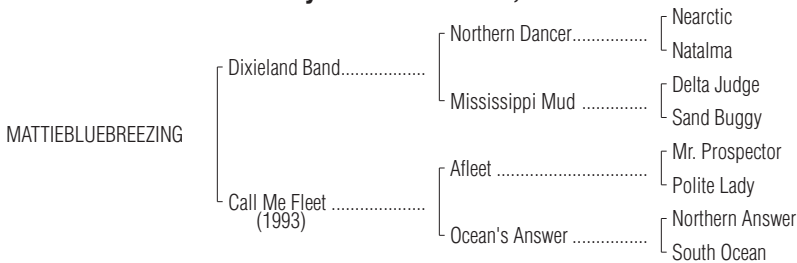 Nearctic
Northern Dancer................
Natalma
Dixieland Band..................
Delta Judge
Mississippi Mud ..............
Sand Buggy
MATTIEBLUEBREEZING
Mr. Prospector
Afleet ................................
Polite Lady
Call Me Fleet ....................
(1993)
Northern Answer
Ocean's Answer ................
South Ocean